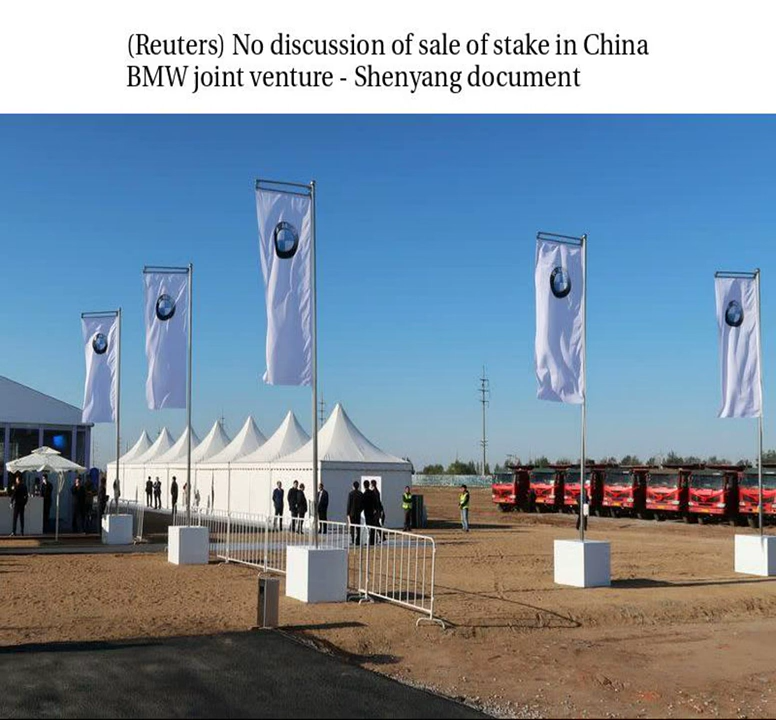 (Reuters) No discussion of sale of stake in China
BMW joint venture - Shenyang document